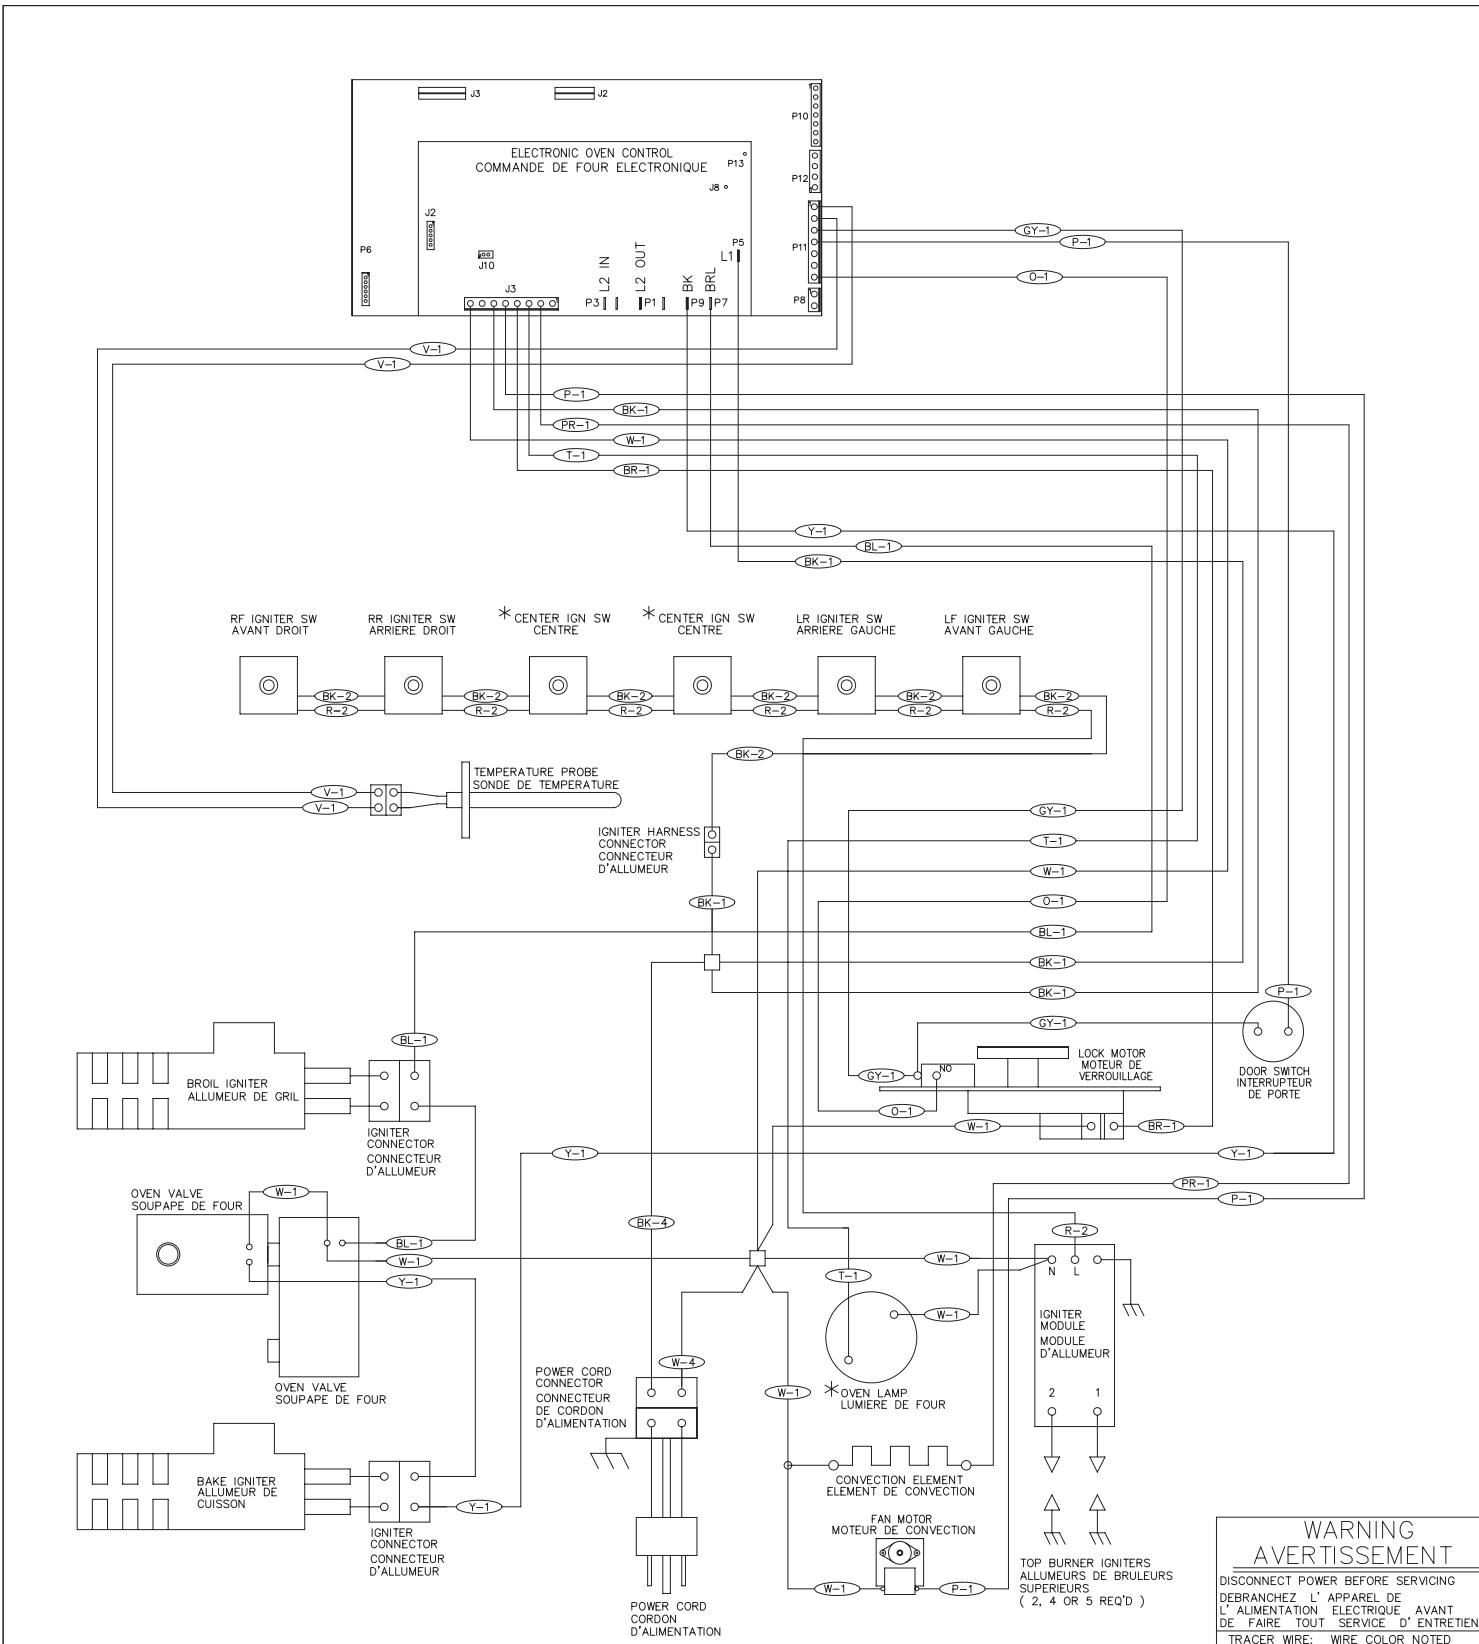 J3
J2
P10
ELECTRONIC OVEN CONTROL
COMMANDE DE FOUR ELECTRONIQUE
P13
P12
J8
J2
P6
J10
L2 IN
L2 OUT
BK
BRL
P5
L1
P11
J3
P3
P1
P9
P7
P8
GY-1
P-1
O-1
V-1
V-1
P-1
BK-1
PR-1
W-1
T-1
BR-1
Y-1
BL-1
BK-1
RF IGNITER SW
AVANT DROIT
RR IGNITER SW
ARRIERE DROIT
* CENTER IGN SW
CENTRE
* CENTER IGN SW
CENTRE
LR IGNITER SW
ARRIERE GAUCHE
LF IGNITER SW
AVANT GAUCHE
BK-2
BK-2
BK-2
BK-2
BK-2
BK-2
R-2
R-2
R-2
R-2
R-2
R-2
BK-2
TEMPERATURE PROBE
SONDE DE TEMPERATURE
V-1
V-1
IGNITER HARNESS
CONNECTOR
CONNECTEUR
D'ALLUMEUR
GY-1
T-1
W-1
BK-1
O-1
BL-1
BK-1
BK-1
P-1
GY-1
BL-1
BROIL IGNITER
ALLUMEUR DE GRIL
IGNITER
CONNECTOR
CONNECTEUR
D'ALLUMEUR
LOCK MOTOR
MOTEUR DE
VERROUILLAGE
NO
GY-1
O-1
W-1
BR-1
DOOR SWITCH
INTERRUPTEUR
DE PORTE
Y-1
Y-1
PR-1
P-1
OVEN VALVE
SOUPAPE DE FOUR
W-1
BL-1
W-1
Y-1
BK-4
W-1
R-2
N
L
T-1
W-1
IGNITER
MODULE
MODULE
D'ALLUMEUR
2
1
OVEN VALVE
SOUPAPE DE FOUR
POWER CORD
CONNECTOR
CONNECTEUR
DE CORDON
D'ALIMENTATION
W-4
W-1
* OVEN LAMP
LUMIERE DE FOUR
BAKE IGNITER
ALLUMEUR DE
CUISSON
Y-1
IGNITER
CONNECTOR
CONNECTEUR
D'ALLUMEUR
CONVECTION ELEMENT
ELEMENT DE CONVECTION
FAN MOTOR
MOTEUR DE CONVECTION
W-1
P-1
POWER CORD
CORDON
D'ALIMENTATION
TOP BURNER IGNITERS
ALLUMEURS DE BRULEURS
SUPERIEURS
( 2, 4 OR 5 REQ'D )
WARNING
AVERTISSEMENT
DISCONNECT POWER BEFORE SERVICING
DEBRANCHEZ L' APPAREL DE
L' ALIMENTATION ELECTRIQUE AVANT
DE FAIRE TOUT SERVICE D' ENTRETIEN
TRACER WIRE: WIRE COLOR NOTED